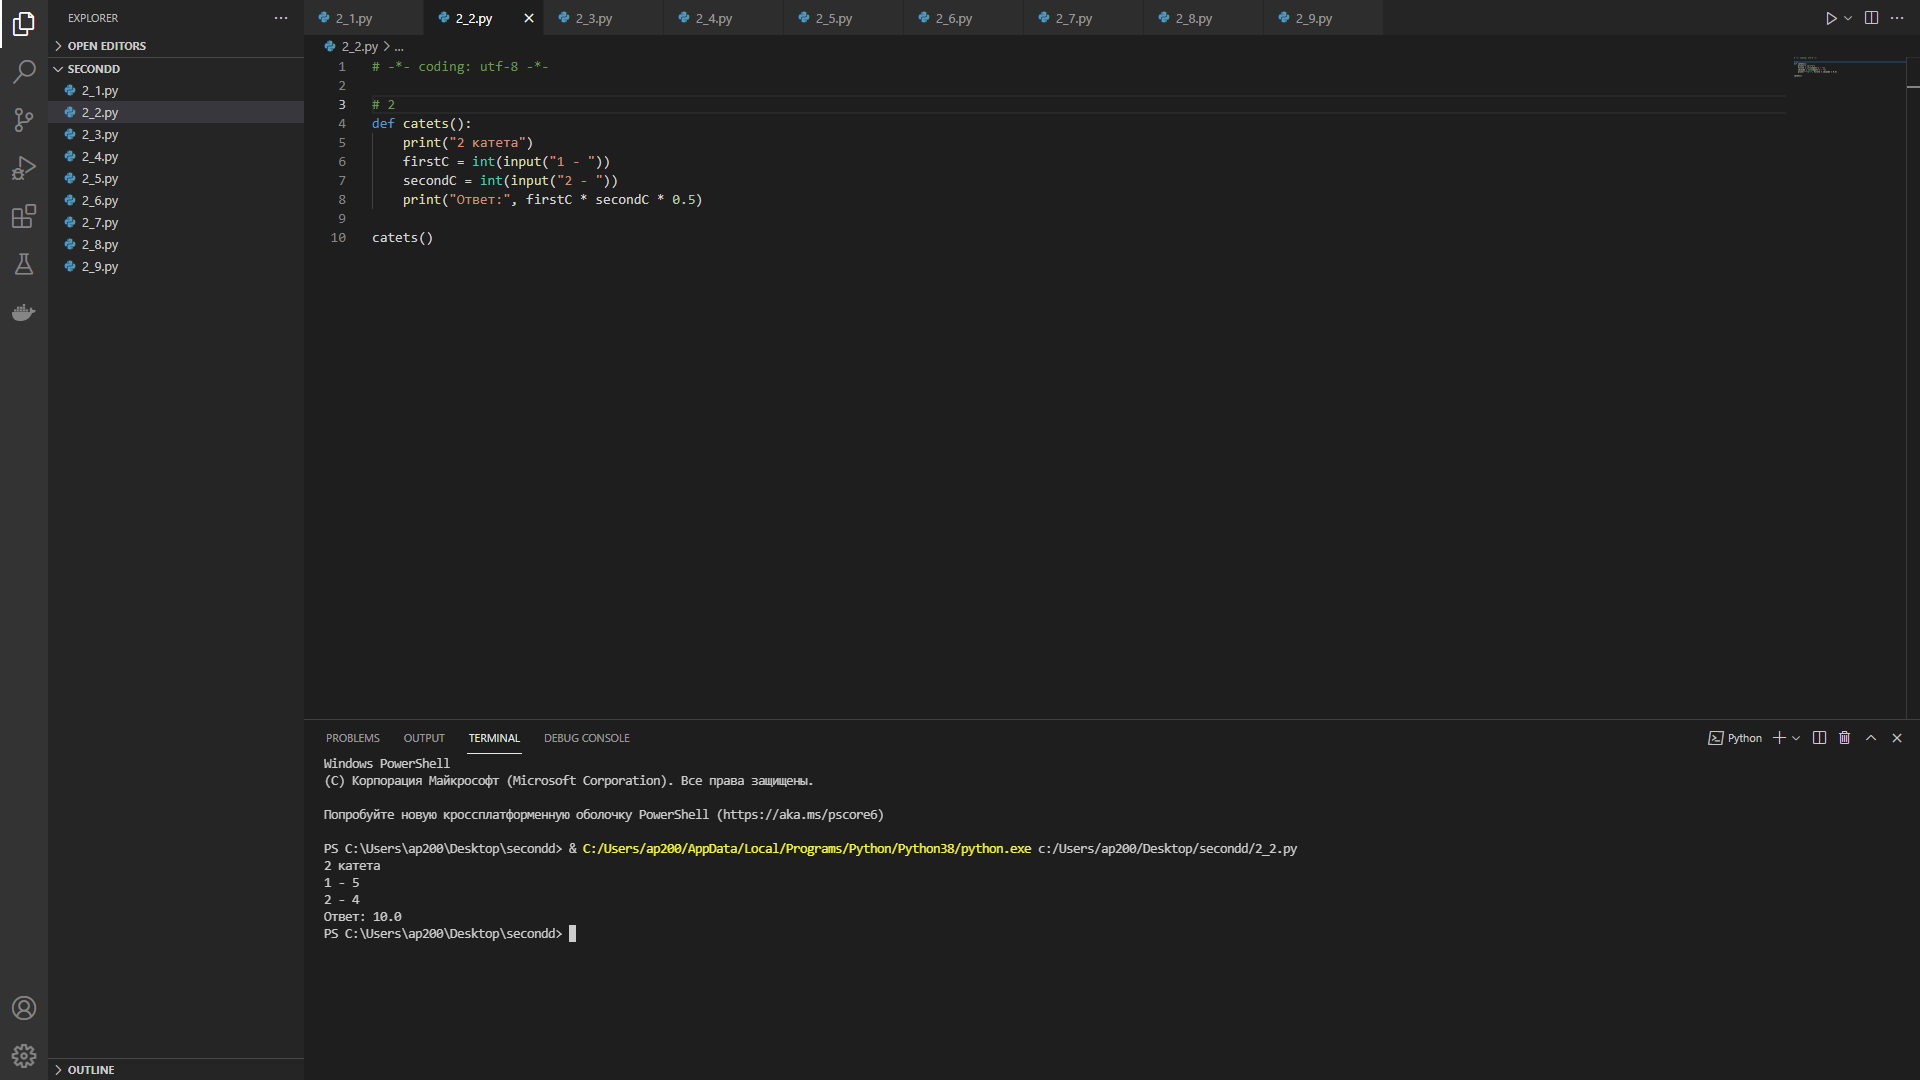 EXPLORER
OPEN EDITORS
SECONDD
2_1.py
2_2.py
2_3.py
2_4.py
2_5.py
2_6.py
2_7.py
2_8.py
2_9.py
OUTLINE
2_1.py 2_2.py 2_3.py 2_4.py 2_5.py 2_6.py 2_7.py 2_8.py 2_9.py
2_2.py > ...
1 # -*- coding: utf-8 -*-
2
3 # 2
4 def catets():
5 print("2 катета")
6 firstC = int(input("1 - "))
7 secondC = int(input("2 - "))
8 print("Ответ:", firstC * secondC * 0.5)
9
10 catets()
PROBLEMS OUTPUT TERMINAL DEBUG CONSOLE Python
Windows PowerShell
(C) Корпорация Майкрософт (Microsoft Corporation). Все права защищены.
Попробуйте новую кроссплатформенную оболочку PowerShell (https://aka.ms/pscore6)
PS C:\Users\ap200\Desktop\secondd> & C:/Users/ap200/AppData/Local/Programs/Python/Python38/python.exe c:/Users/ap200/Desktop/secondd/2_2.py
2 катета
1 - 5
2 - 4
Ответ: 10.0
PS C:\Users\ap200\Desktop\secondd>